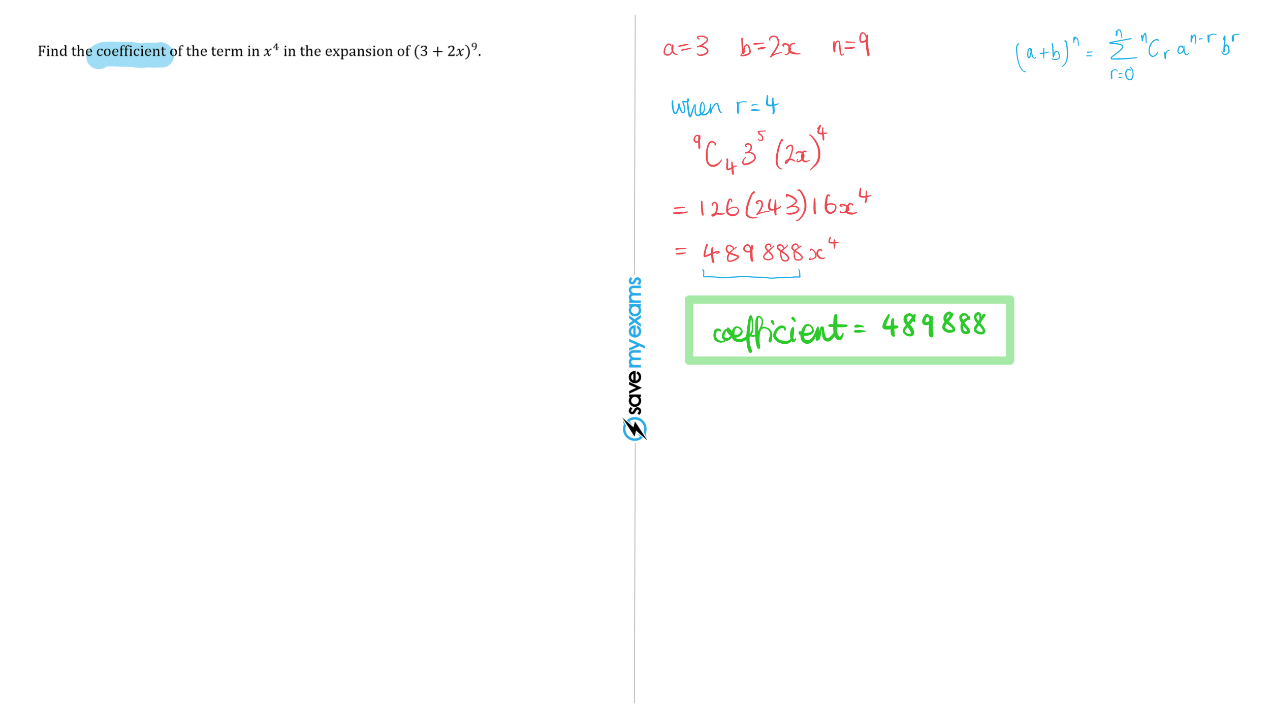 Find the coefficient of the term in x⁴ in the expansion of (3 + 2x)⁹.
a=3 b=2x n=9
(a+b)ⁿ = ∑ⁿᵣ₌₀ ⁿCᵣ aⁿ⁻ʳ bʳ
when r=4
⁹C₄ 3⁵ (2x)⁴
= 126(243)16x⁴
= 489888x⁴
coefficient = 489888
save my exams